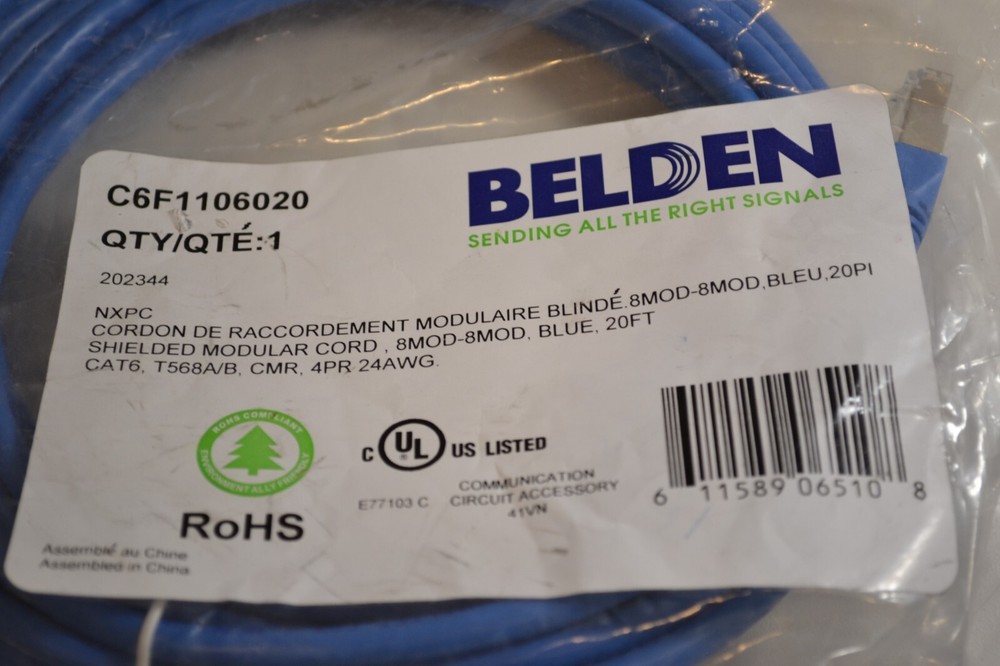 C6F1106020
QTY/QTÉ:1
202344
BELDEN
SENDING ALL THE RIGHT SIGNALS
NXPC
CORDON DE RACCORDEMENT MODULAIRE BLINDÉ.8MOD-8MOD,BLEU,20PI
SHIELDED MODULAR CORD , 8MOD-8MOD, BLUE, 20FT
CAT6, T568A/B, CMR, 4PR 24AWG.
ROHS COMPLIANT
ENVIRONMENTALLY FRIENDLY
RoHS
C UL US LISTED
E77103 C
COMMUNICATION
CIRCUIT ACCESSORY
41VN
6 11589 06510 8
Assemblé au Chine
Assembled in China